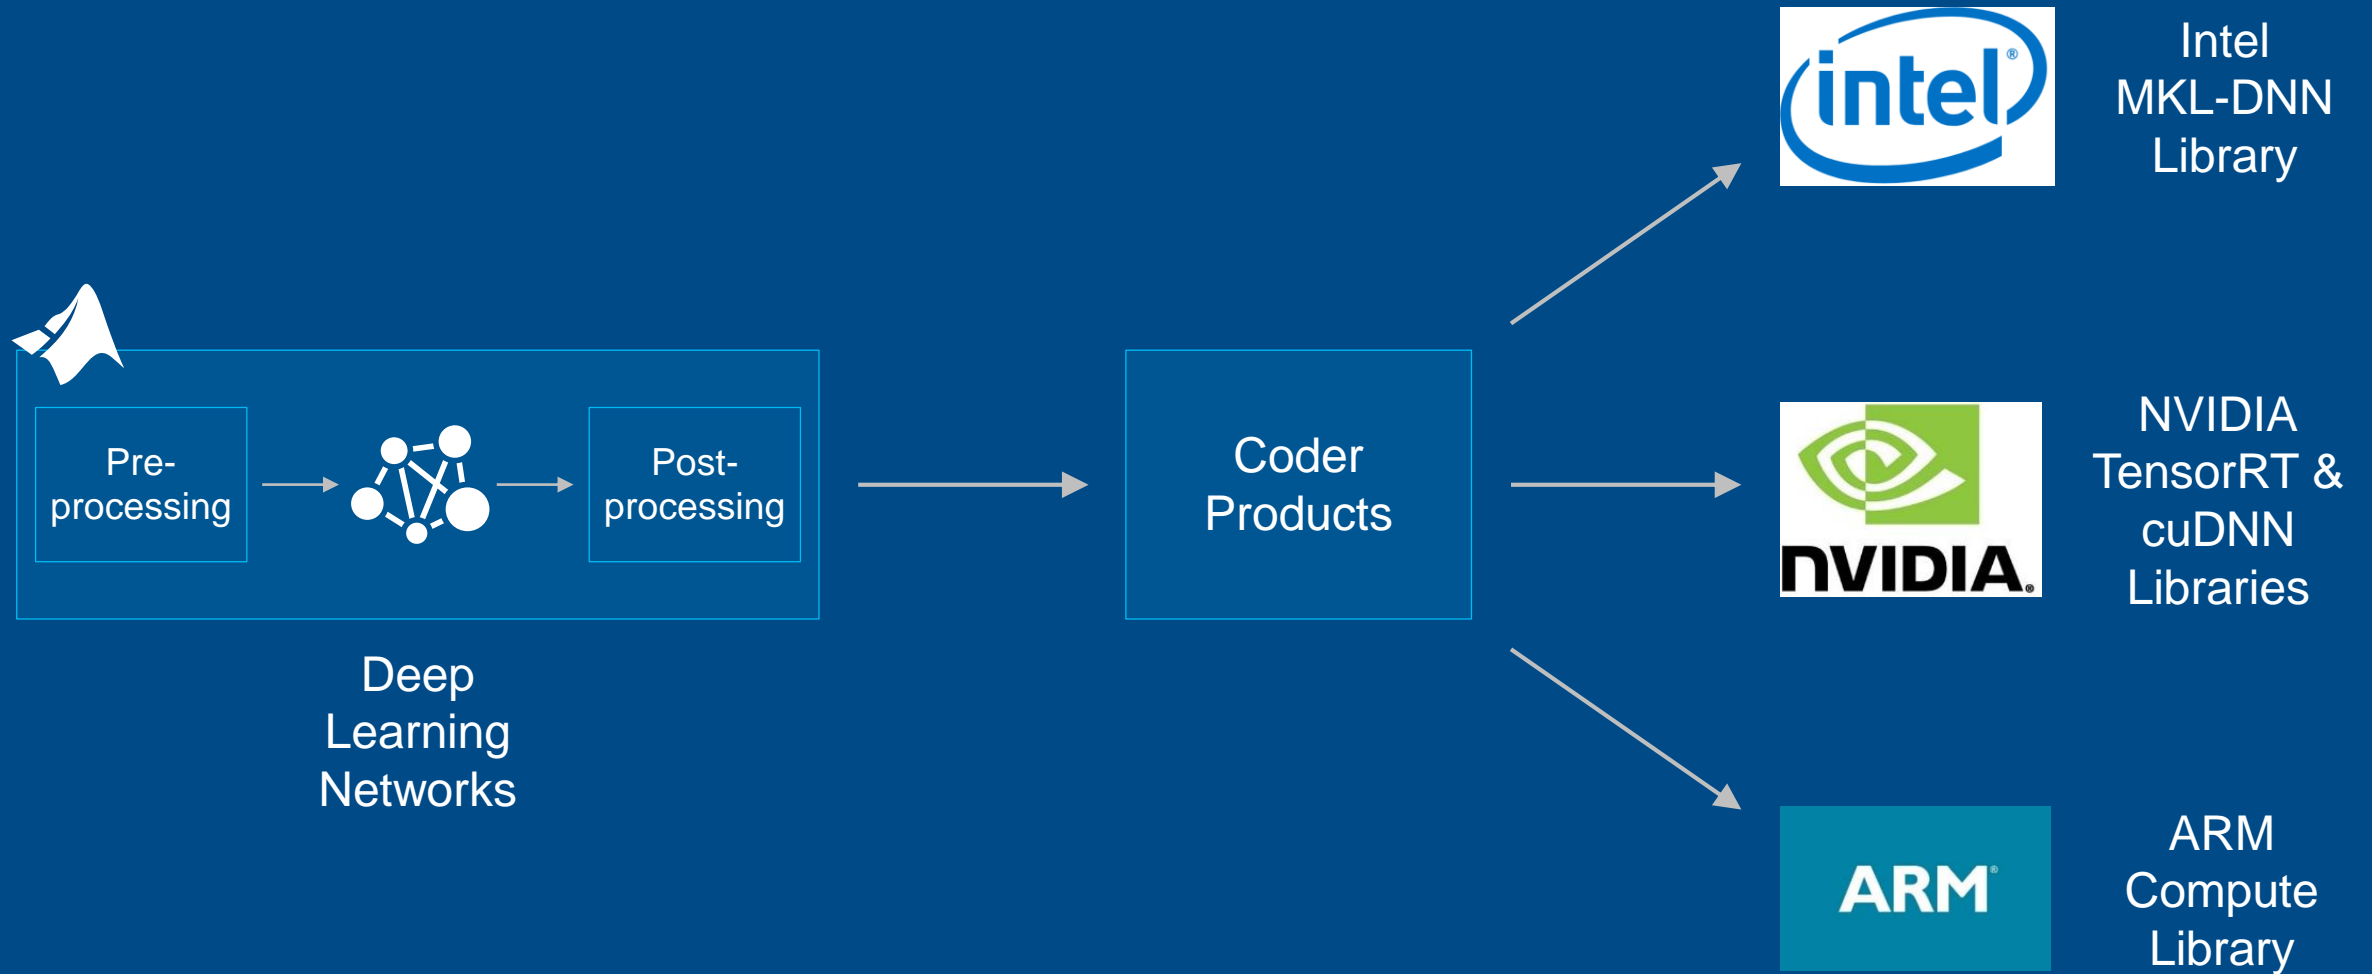 Pre-
processing
Post-
processing
Deep
Learning
Networks
Coder
Products
intel®
Intel
MKL-DNN
Library
NVIDIA®
NVIDIA
TensorRT &
cuDNN
Libraries
ARM®
ARM
Compute
Library